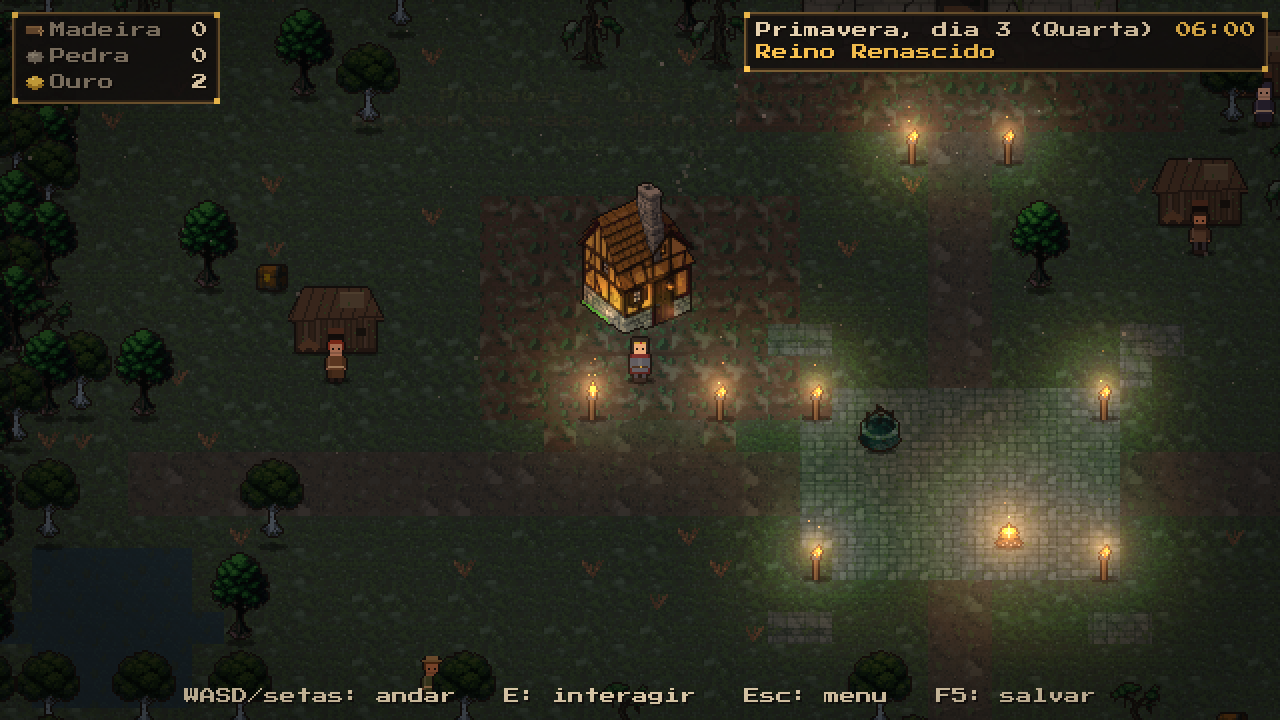 Madeira 0
Pedra 0
Ouro 2
Primavera, dia 3 (Quarta) 06:00
Reino Renascido
WASD/setas: andar E: interagir Esc: menu F5: salvar